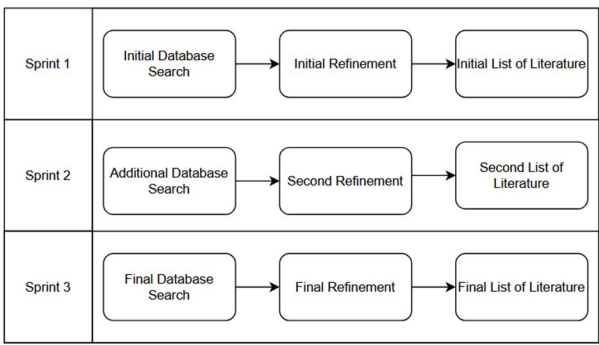 Sprint 1
Initial Database
Search
Initial Refinement
Initial List of Literature
Sprint 2
Additional Database
Search
Second Refinement
Second List of
Literature
Sprint 3
Final Database
Search
Final Refinement
Final List of Literature